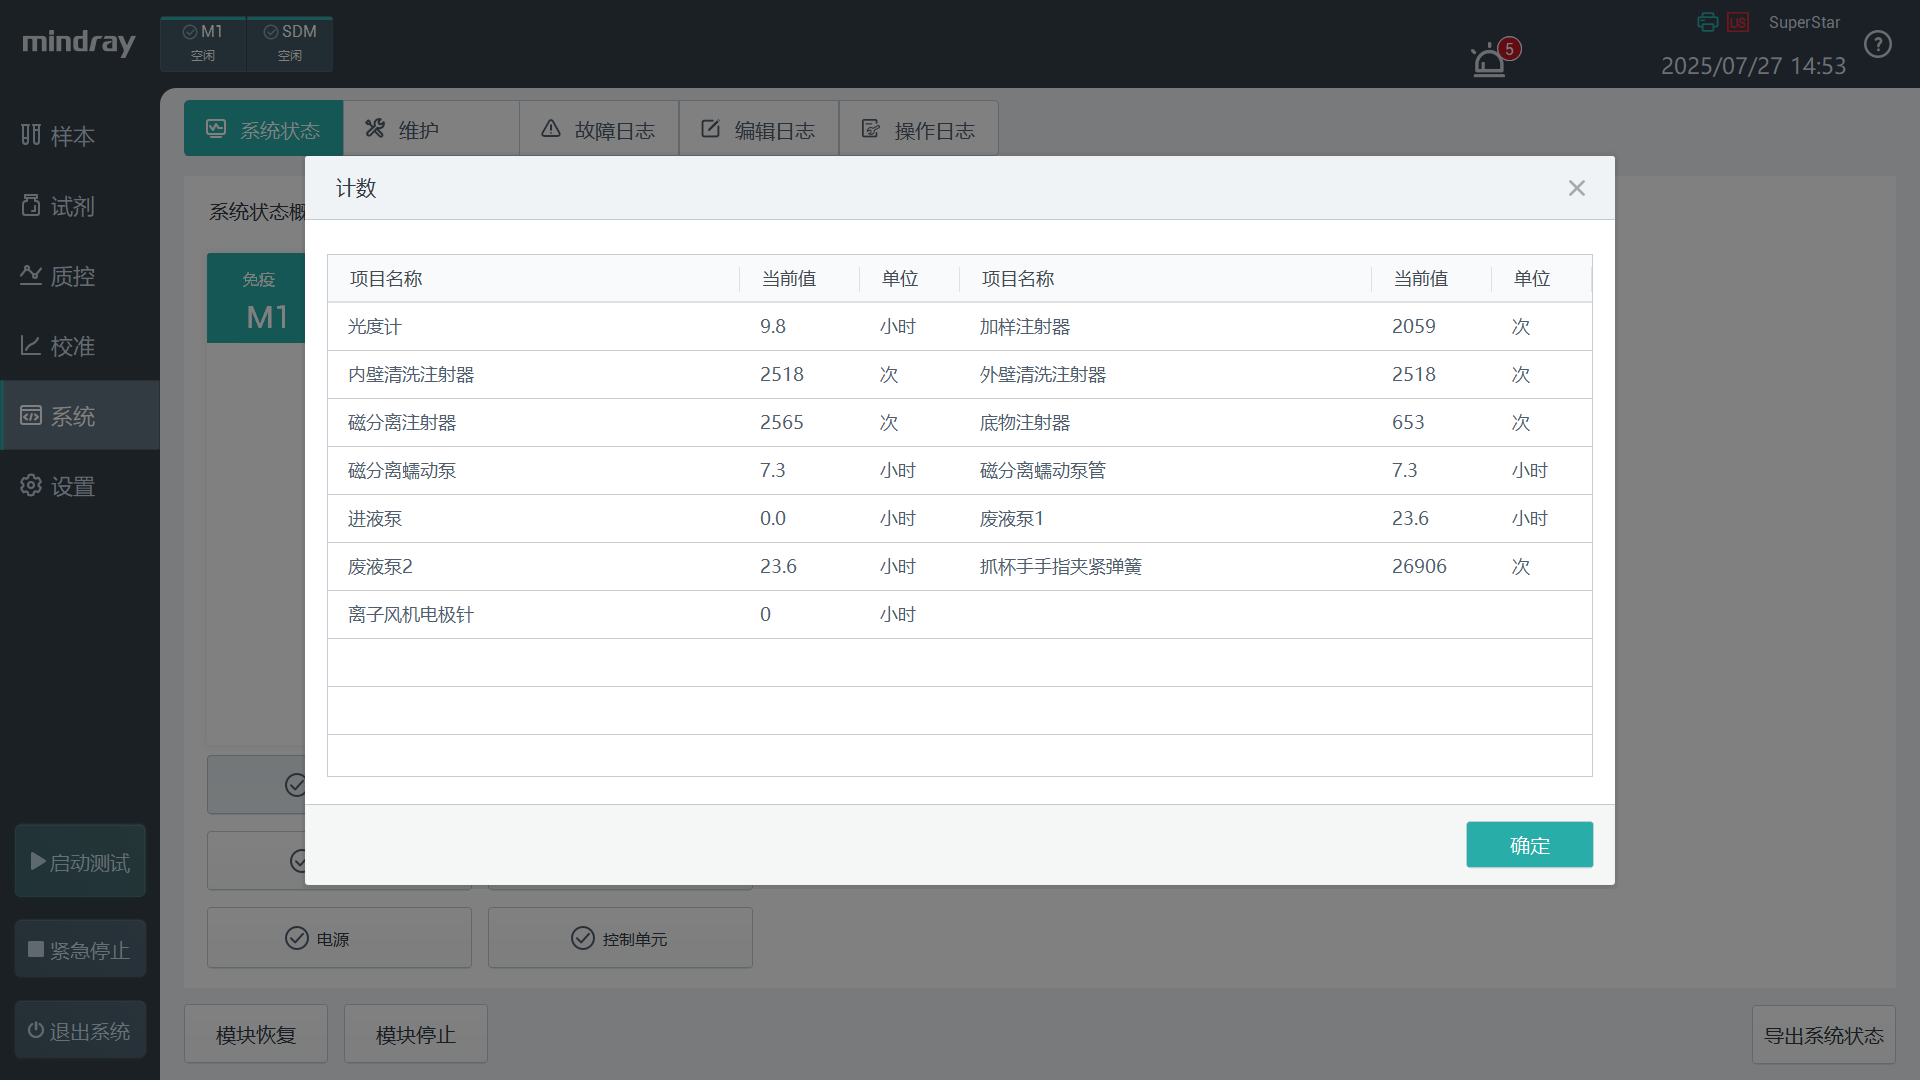 mindray
M1
空闲
SDM
空闲
5
LIS
SuperStar
2025/07/27 14:53
?
样本
试剂
质控
校准
系统
设置
启动测试
紧急停止
退出系统
系统状态
维护
故障日志
编辑日志
操作日志
系统状态概
免疫
M1
计数
项目名称 当前值 单位 项目名称 当前值 单位
光度计 9.8 小时 加样注射器 2059 次
内壁清洗注射器 2518 次 外壁清洗注射器 2518 次
磁分离注射器 2565 次 底物注射器 653 次
磁分离蠕动泵 7.3 小时 磁分离蠕动泵管 7.3 小时
进液泵 0.0 小时 废液泵1 23.6 小时
废液泵2 23.6 小时 抓杯手手指夹紧弹簧 26906 次
离子风机电极针 0 小时
确定
电源
控制单元
模块恢复
模块停止
导出系统状态